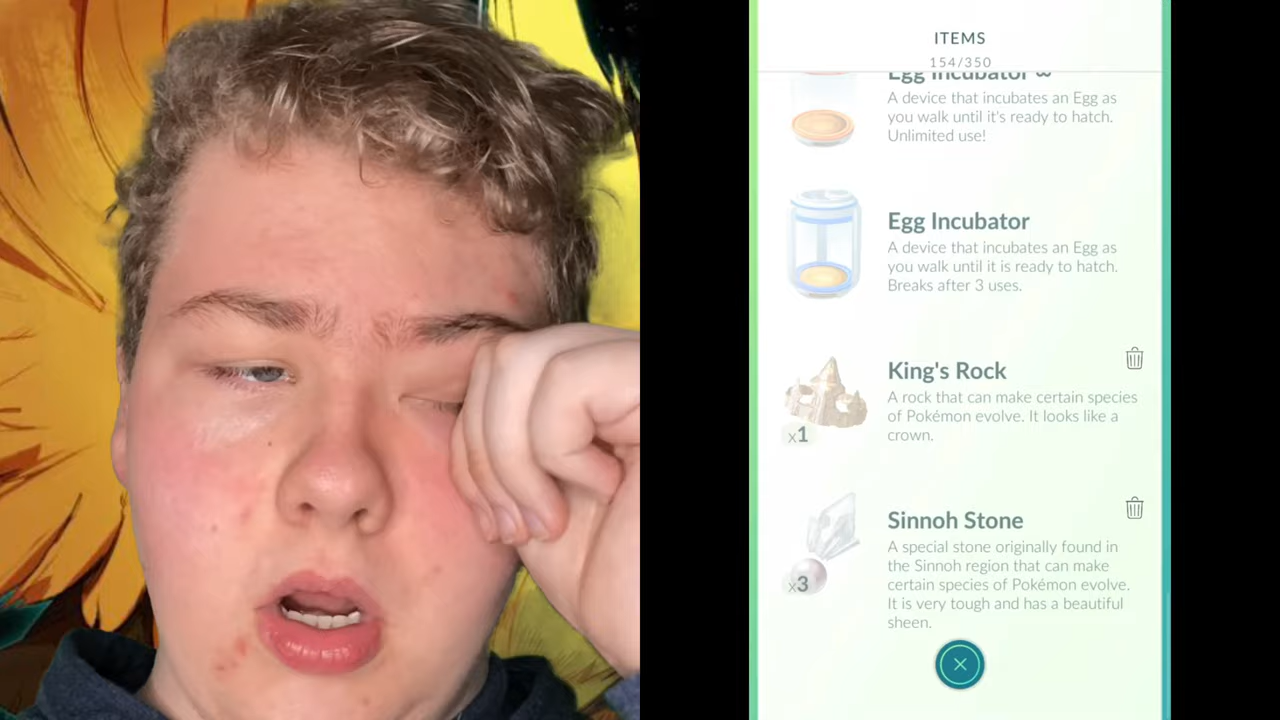 ITEMS
154/350
Egg Incubator ∞
A device that incubates an Egg as
you walk until it's ready to hatch.
Unlimited use!
Egg Incubator
A device that incubates an Egg as
you walk until it is ready to hatch.
Breaks after 3 uses.
King's Rock
A rock that can make certain species
of Pokémon evolve. It looks like a
crown.
x1
Sinnoh Stone
A special stone originally found in
the Sinnoh region that can make
certain species of Pokémon evolve.
It is very tough and has a beautiful
sheen.
x3